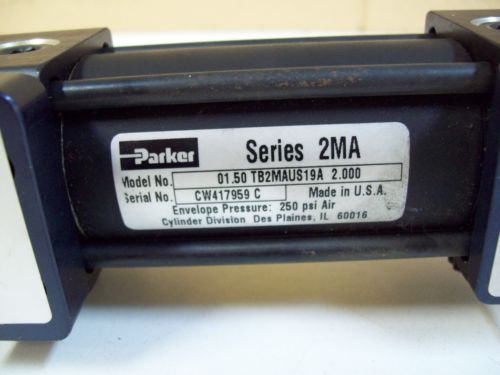 Parker
Series 2MA
Model No. 01.50 TB2MAUS19A 2.000
Serial No. CW417959 C Made in U.S.A.
Envelope Pressure: 250 psi Air
Cylinder Division Des Plaines, IL 60016